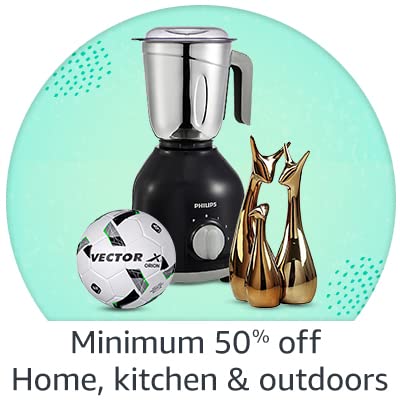 PHILIPS
VECTOR X
ORION
Minimum 50% off
Home, kitchen & outdoors